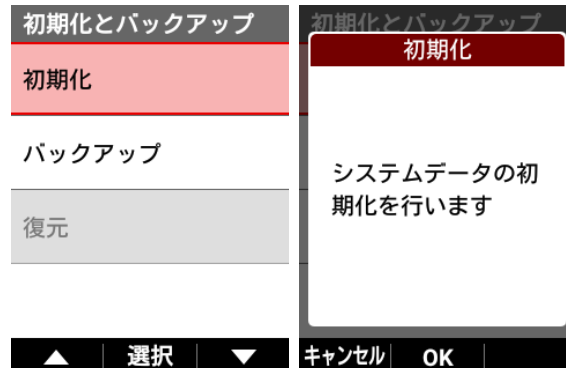 初期化とバックアップ
初期化
バックアップ
復元
▲ 選択 ▼
初期化とバックアップ
初期化
システムデータの初
期化を行います
キャンセル OK